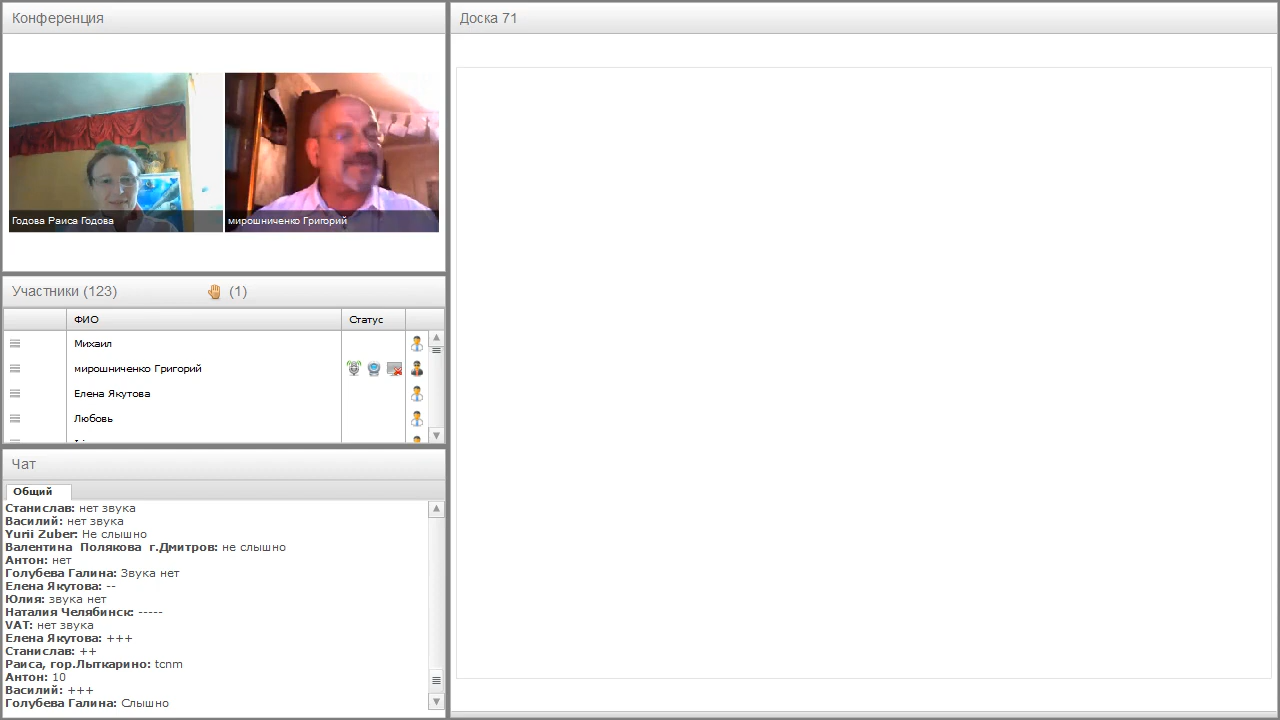 Конференция
Годова Раиса Годова
мирошниченко Григорий
Участники (123) (1)
ФИО Статус
Михаил
мирошниченко Григорий
Елена Якутова
Любовь
Чат
Общий
Станислав: нет звука
Василий: нет звука
Yurii Zuber: Не слышно
Валентина Полякова г.Дмитров: не слышно
Антон: нет
Голубева Галина: Звука нет
Елена Якутова: --
Юлия: звука нет
Наталия Челябинск: -----
VAT: нет звука
Елена Якутова: +++
Станислав: ++
Раиса, гор.Лыткарино: tcnm
Антон: 10
Василий: +++
Голубева Галина: Слышно
Доска 71